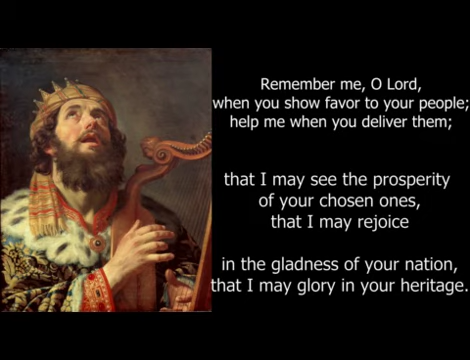 Remember me, O Lord,
when you show favor to your people;
help me when you deliver them;
that I may see the prosperity
of your chosen ones,
that I may rejoice
in the gladness of your nation,
that I may glory in your heritage.